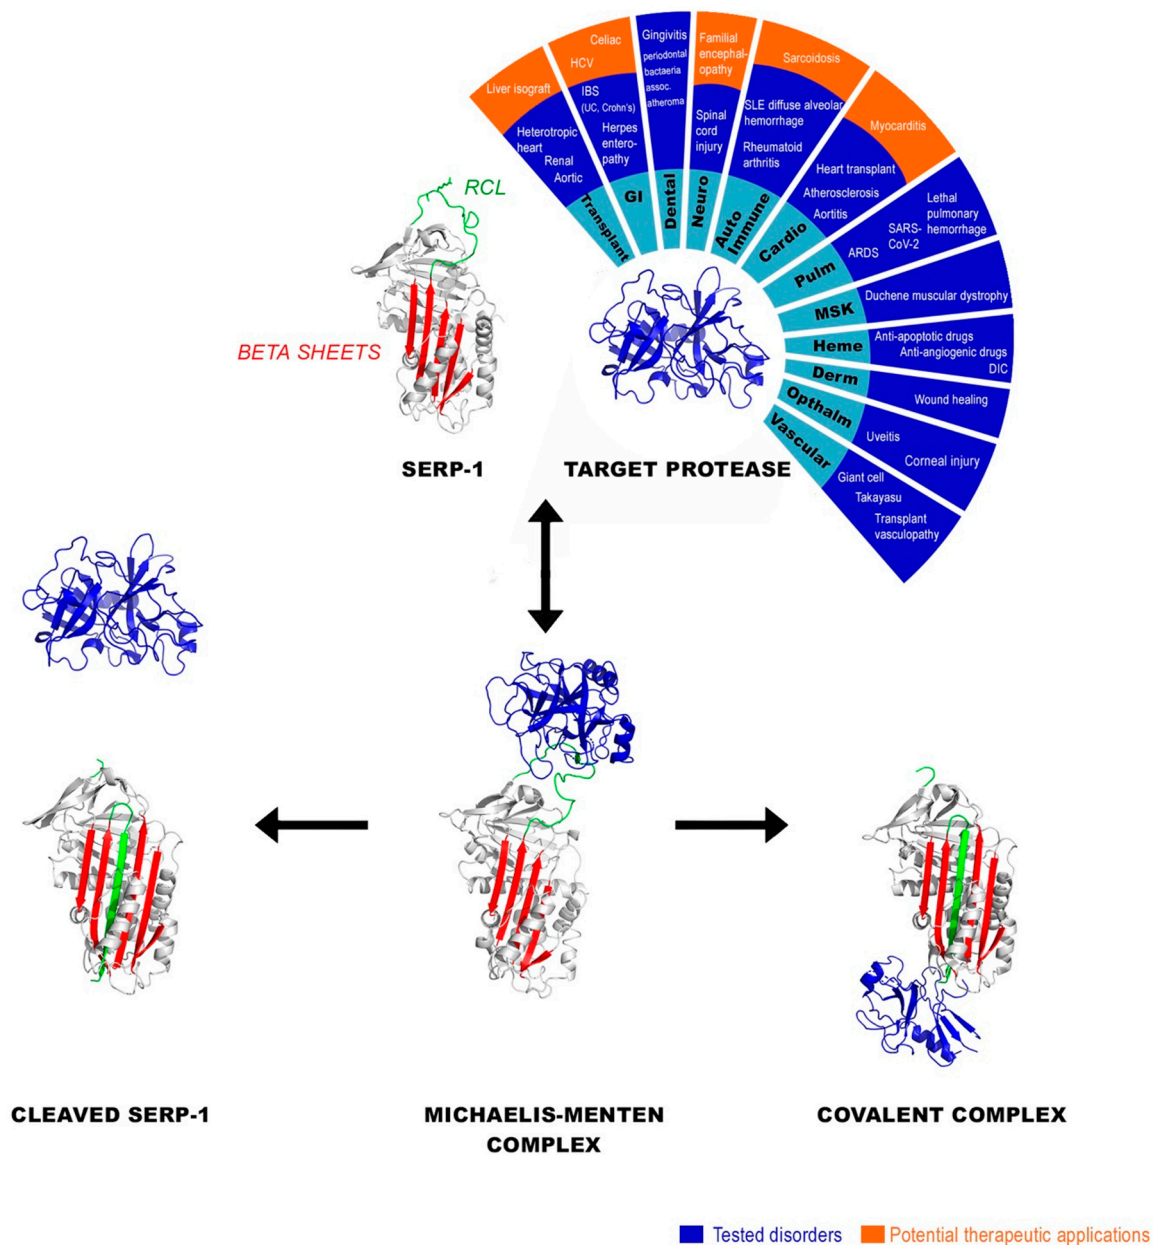 Liver isograft
Heterotropic
heart
Renal
Aortic
Transplant
Celiac
HCV
IBS
(UC, Crohn's)
Herpes
entero-
pathy
GI
Gingivitis
periodontal
bactaeria
assoc.
atheroma
Dental
Familial
encephal-
opathy
Spinal
cord
injury
Neuro
Sarcoidosis
SLE diffuse alveolar
hemorrhage
Rheumatoid
arthritis
Auto
Immune
Myocarditis
Heart transplant
Atherosclerosis
Aortitis
Cardio
Lethal
pulmonary
hemorrhage
SARS-
CoV-2
ARDS
Pulm
Duchene muscular dystrophy
MSK
Anti-apoptotic drugs
Anti-angiogenic drugs
DIC
Heme
Wound healing
Derm
Uveitis
Corneal injury
Opthalm
Giant cell
Takayasu
Transplant
vasculopathy
Vascular
RCL
BETA SHEETS
SERP-1
TARGET PROTEASE
CLEAVED SERP-1
MICHAELIS-MENTEN
COMPLEX
COVALENT COMPLEX
Tested disorders
Potential therapeutic applications